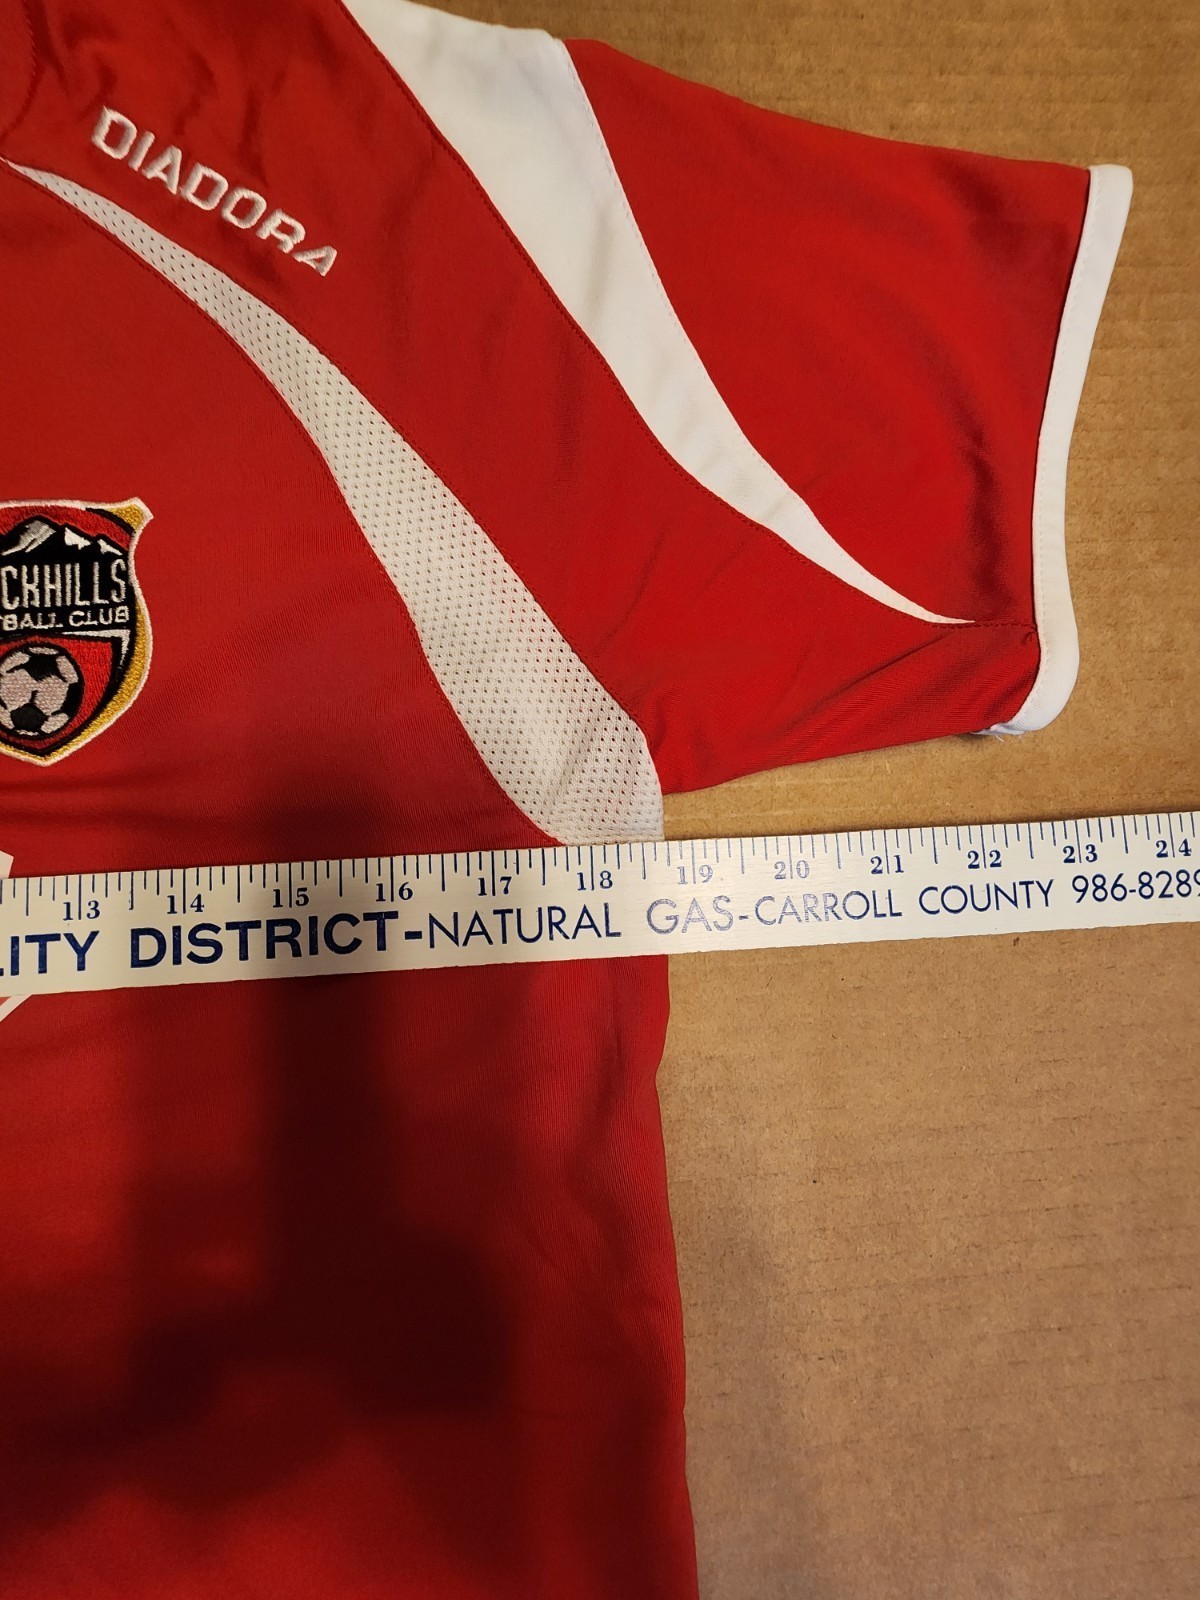 DIADORA
CKHILLS
BALL CLUB
13 14 15 16 17 18 19 20 21 22 23 24
LITY DISTRICT-NATURAL GAS-CARROLL COUNTY 986-8289